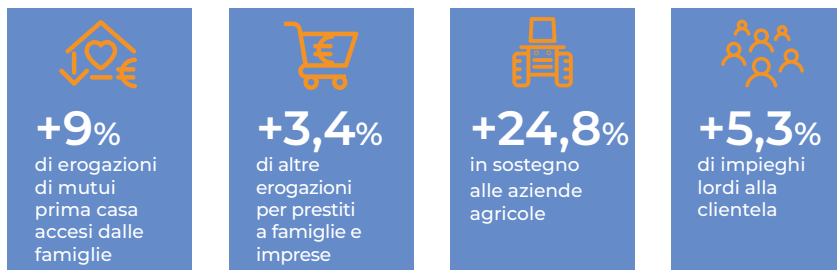 +9%
di erogazioni
di mutui
prima casa
accesi dalle
famiglie
+3,4%
di altre
erogazioni
per prestiti
a famiglie e
imprese
+24,8%
in sostegno
alle aziende
agricole
+5,3%
di impieghi
lordi alla
clientela